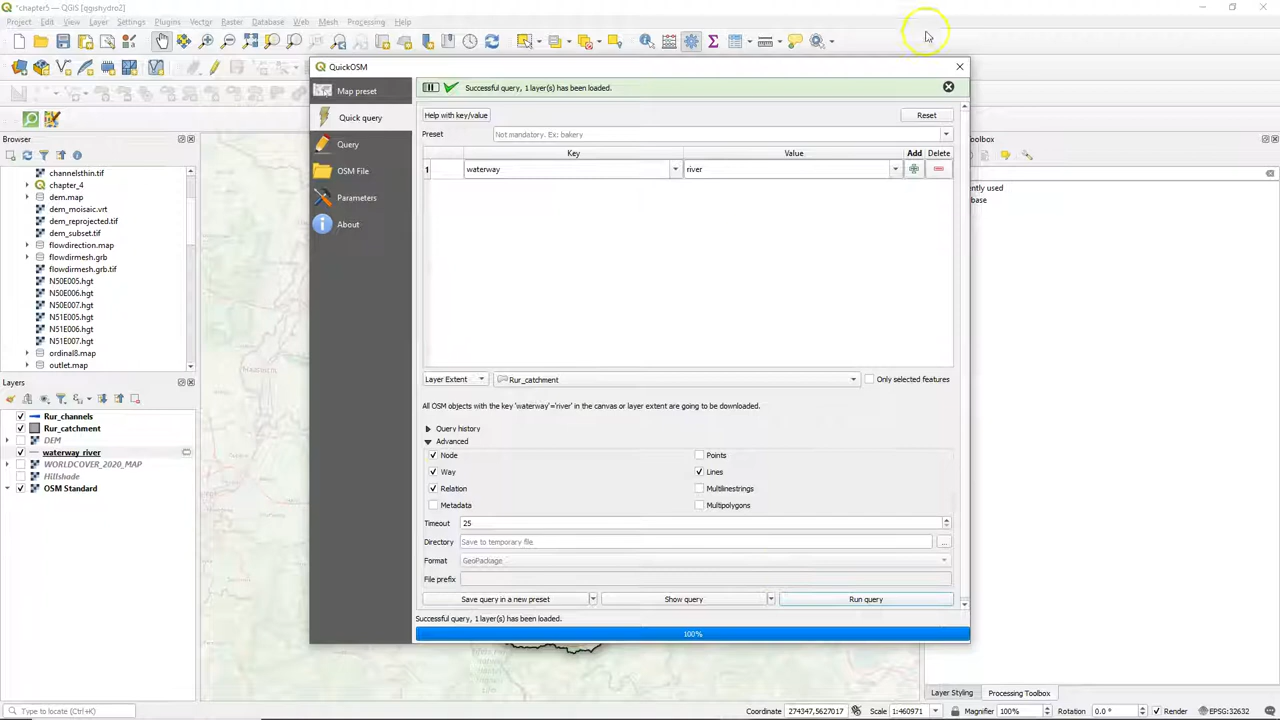 *chapter5 — QGIS [qgishydro2]
Project Edit View Layer Settings Plugins Vector Raster Database Web Mesh Processing Help
QuickOSM
Map preset
Quick query
Query
OSM File
Parameters
About
Successful query, 1 layer(s) has been loaded.
Help with key/value
Reset
Preset Not mandatory. Ex: bakery
Key Value Add Delete
1 waterway river
Layer Extent Rur_catchment Only selected features
All OSM objects with the key 'waterway'='river' in the canvas or layer extent are going to be downloaded.
Query history
Advanced
Node Points
Way Lines
Relation Multilinestrings
Metadata Multipolygons
Timeout 25
Directory Save to temporary file ...
Format GeoPackage
File prefix
Save query in a new preset Show query Run query
Successful query, 1 layer(s) has been loaded.
100%
Browser
channelsthin.tif
chapter_4
dem.map
dem_mosaic.vrt
dem_reprojected.tif
dem_subset.tif
flowdirection.map
flowdirmesh.grb
flowdirmesh.grb.tif
N50E005.hgt
N50E006.hgt
N50E007.hgt
N51E005.hgt
N51E006.hgt
N51E007.hgt
ordinal8.map
outlet.map
Layers
Rur_channels
Rur_catchment
DEM
waterway_river
WORLDCOVER_2020_MAP
Hillshade
OSM Standard
oolbox
ently used
base
Layer Styling Processing Toolbox
Type to locate (Ctrl+K)
Coordinate 274347,5627017 Scale 1:460971 Magnifier 100% Rotation 0.0 ° Render EPSG:32632